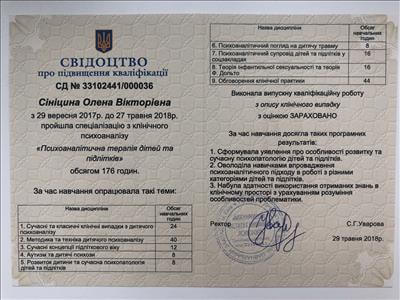 СВІДОЦТВО
про підвищення кваліфікації
СД № 33102441/000036
Сініцина Олена Вікторівна
з 29 вересня 2017р. до 27 травня 2018р.
пройшла спеціалізацію з клінічного
психоаналізу
«Психоаналітична терапія дітей та
підлітків»
обсягом 176 годин.
За час навчання опрацювала такі теми:
Назва дисципліни
Обсяг
навчальних
годин
1. Сучасні та класичні клінічні випадки в дитячого
психоаналізу
24
2. Методика та техніка дитячого психоаналізу
40
3. Сучасні концепції підліткового віку
12
4. Аутизм та дитячі психози
8
5. Розвиток дитини та сучасна психопатологія
дітей та підлітків
8
Назва дисципліни
Обсяг
навчальних
годин
6. Психоаналітичний погляд на дитячу травму
8
7. Психоаналітичний супровід дітей та підлітків у
соцзакладах
16
8. Теорія інфантильної сексуальності та теорія
Ф. Дольто
16
9. Обговорення клінічної практики
44
Виконала випускну кваліфікаційну роботу
з опису клінічного випадку
з оцінкою ЗАРАХОВАНО
За час навчання досягла таких програмних
результатів:
1. Сформувала уявлення про особливості розвитку та
сучасну психопатологію дітей та підлітків.
2. Оволоділа навичками впровадження
психоаналітичного підходу в роботі з різними
категоріями дітей та підлітків.
3. Набула здатності використання отриманих знань в
клінічному просторі з урахуванням розуміння
особливостей проблематики.
Ректор
С.Г.Уварова
29 травня 2018р.